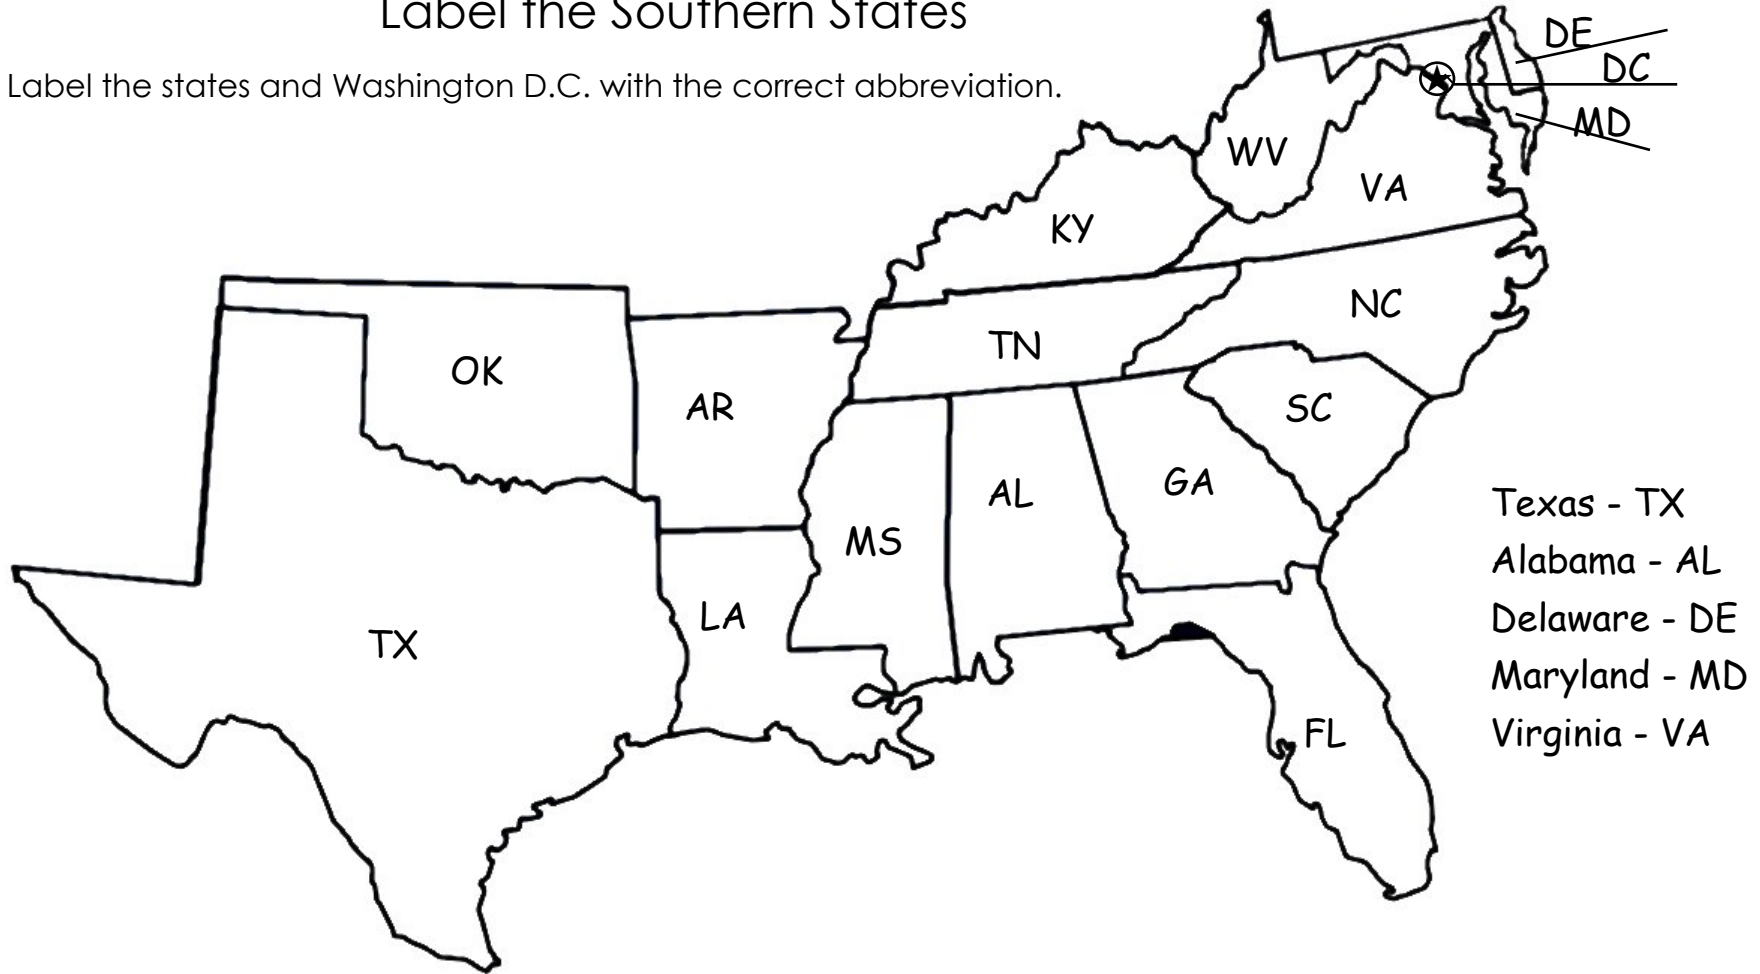 Label the Southern States
Label the states and Washington D.C. with the correct abbreviation.
DE
DC
MD
WV
VA
KY
NC
TN
OK
AR
SC
GA
AL
MS
LA
TX
FL
Texas - TX
Alabama - AL
Delaware - DE
Maryland - MD
Virginia - VA